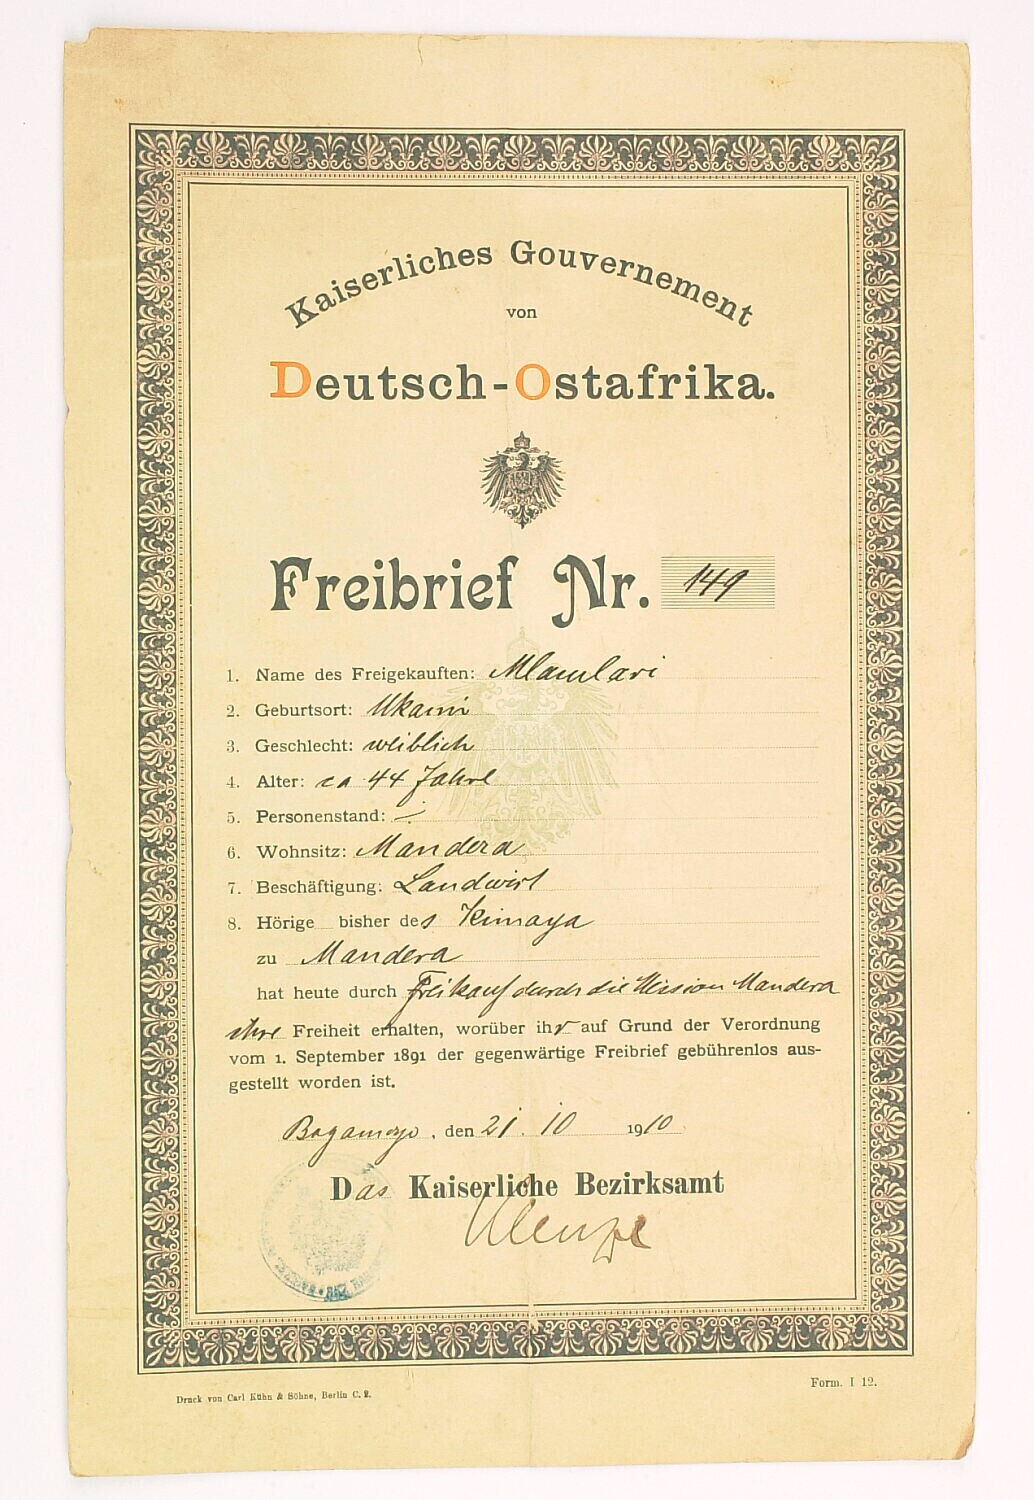 Kaiserliches Gouvernement
von
Deutsch-Ostafrika.
Freibrief Nr. 149
1. Name des Freigekauften: Mlamlari
2. Geburtsort: Ukami
3. Geschlecht: weiblich
4. Alter: ca 44 Jahre
5. Personenstand: ·/·
6. Wohnsitz: Mandera
7. Beschäftigung: Landwirt
8. Hörige bisher des Kimaya
zu Mandera
hat heute durch Freikauf durch die Mission Mandera
ihre Freiheit erhalten, worüber ihr auf Grund der Verordnung
vom 1. September 1891 der gegenwärtige Freibrief gebührenlos aus-
gestellt worden ist.
Bagamoyo, den 21. 10 1910
Das Kaiserliche Bezirksamt
Druck von Carl Kühn & Söhne, Berlin C. 2.
Form. I 12.